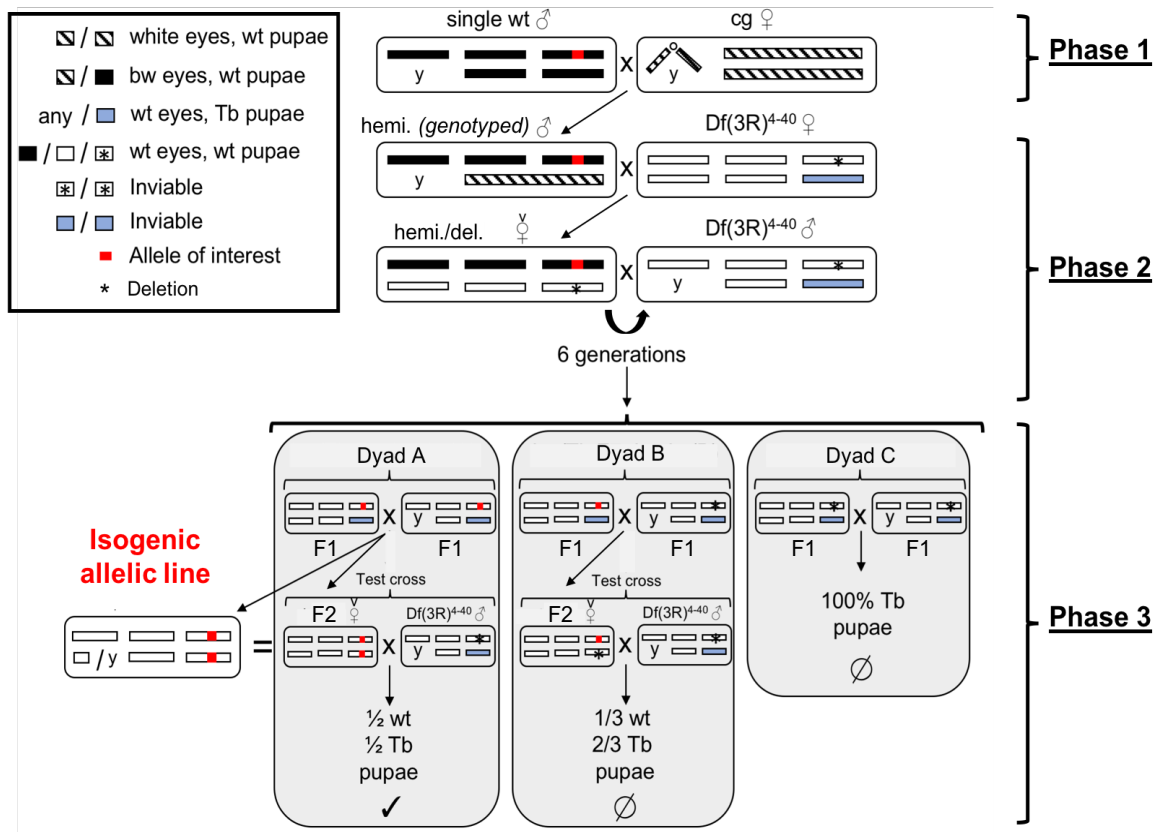 white eyes, wt pupae
bw eyes, wt pupae
any / wt eyes, Tb pupae
/ / * wt eyes, wt pupae
* / * Inviable
/ Inviable
Allele of interest
* Deletion
single wt ♂ cg ♀
y x y
Phase 1
hemi. (genotyped) ♂ Df(3R)⁴⁻⁴⁰ ♀
y x *
hemi./del. v ♀ Df(3R)⁴⁻⁴⁰ ♂
* x y *
Phase 2
6 generations
Dyad A Dyad B Dyad C
x y x y * * x y *
F1 F1 F1 F1 F1 F1
Isogenic
allelic line
/ y
=
Test cross
F2 v ♀ Df(3R)⁴⁻⁴⁰ ♂
x y *
½ wt
½ Tb
pupae
✓
Test cross
F2 v ♀ Df(3R)⁴⁻⁴⁰ ♂
* x y *
1/3 wt
2/3 Tb
pupae
∅
100% Tb
pupae
∅
Phase 3